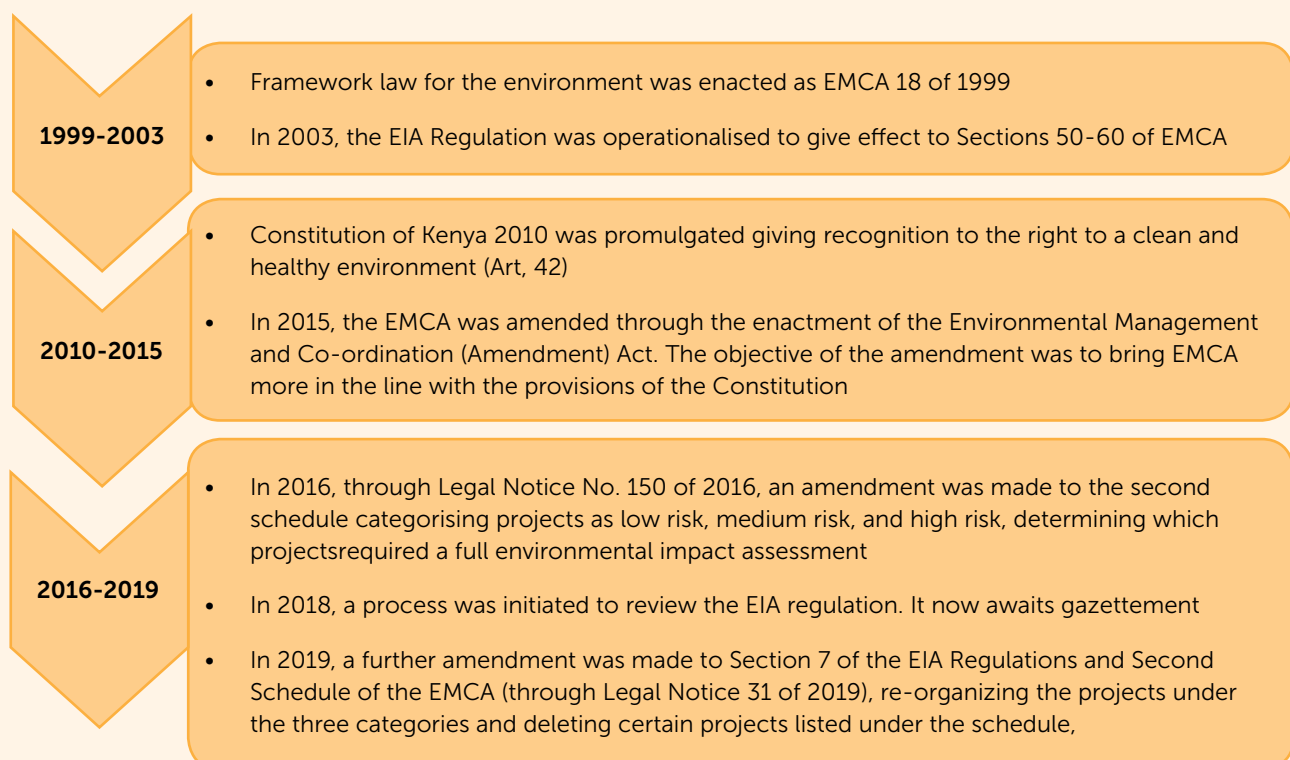 1999-2003
• Framework law for the environment was enacted as EMCA 18 of 1999
• In 2003, the EIA Regulation was operationalised to give effect to Sections 50-60 of EMCA
2010-2015
• Constitution of Kenya 2010 was promulgated giving recognition to the right to a clean and
healthy environment (Art, 42)
• In 2015, the EMCA was amended through the enactment of the Environmental Management
and Co-ordination (Amendment) Act. The objective of the amendment was to bring EMCA
more in the line with the provisions of the Constitution
2016-2019
• In 2016, through Legal Notice No. 150 of 2016, an amendment was made to the second
schedule categorising projects as low risk, medium risk, and high risk, determining which
projectsrequired a full environmental impact assessment
• In 2018, a process was initiated to review the EIA regulation. It now awaits gazettement
• In 2019, a further amendment was made to Section 7 of the EIA Regulations and Second
Schedule of the EMCA (through Legal Notice 31 of 2019), re-organizing the projects under
the three categories and deleting certain projects listed under the schedule,